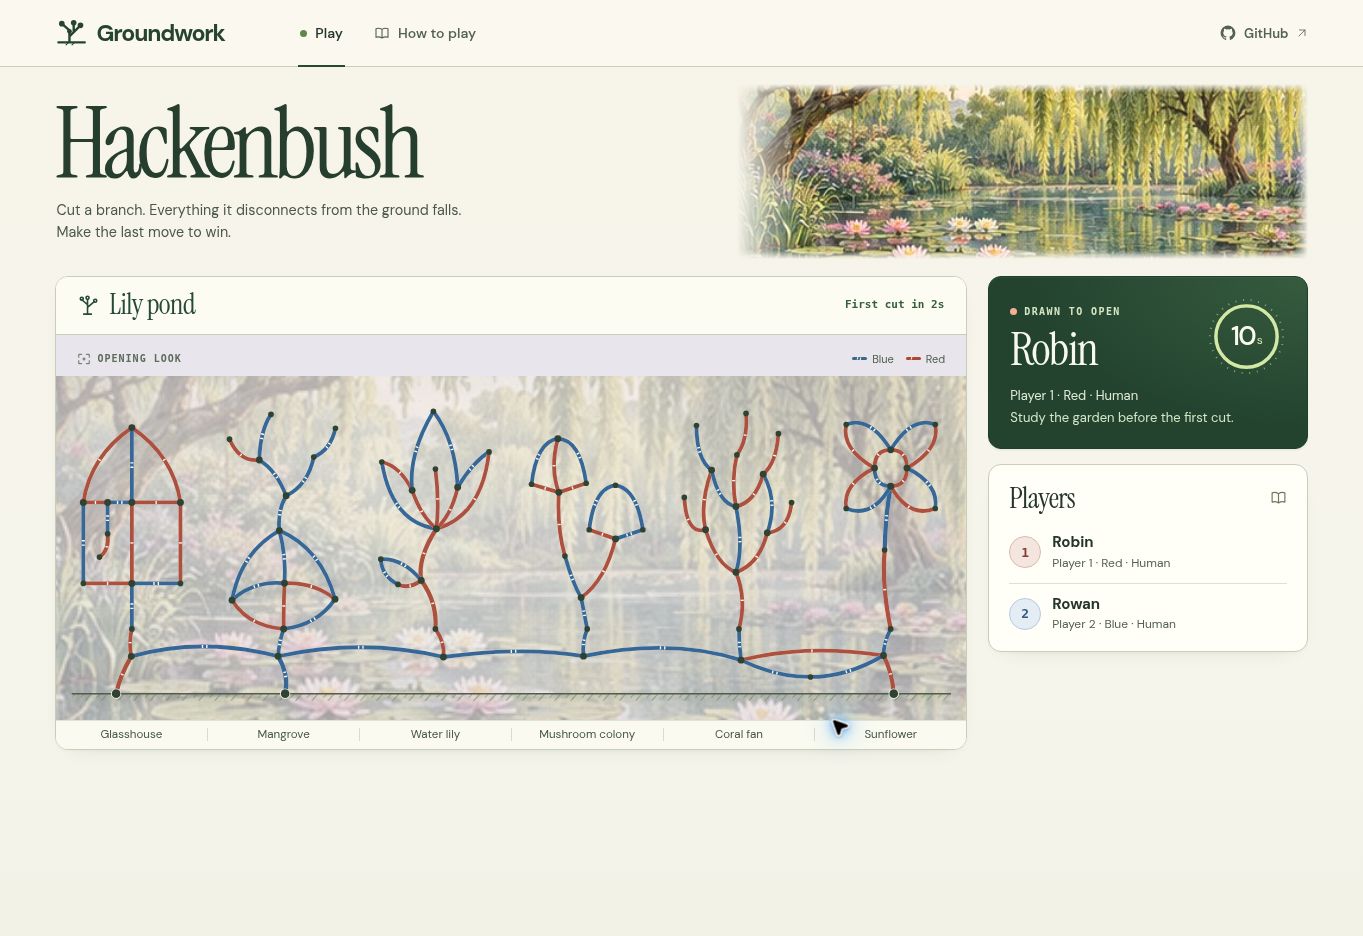 Groundwork
Play
How to play
GitHub
Hackenbush
Cut a branch. Everything it disconnects from the ground falls.
Make the last move to win.
Lily pond
First cut in 2s
OPENING LOOK
Blue
Red
Glasshouse
Mangrove
Water lily
Mushroom colony
Coral fan
Sunflower
DRAWN TO OPEN
Robin
10s
Player 1 · Red · Human
Study the garden before the first cut.
Players
1
Robin
Player 1 · Red · Human
2
Rowan
Player 2 · Blue · Human